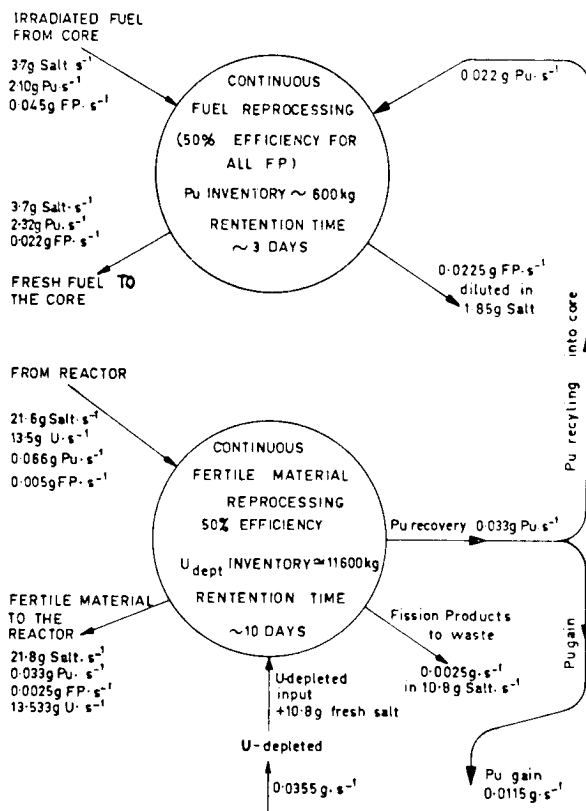 IRRADIATED FUEL
FROM CORE
3·7g Salt s⁻¹
2·10g Pu·s⁻¹
0·045g FP·s⁻¹
CONTINUOUS
FUEL REPROCESSING
(50% EFFICIENCY FOR
ALL FP)
Pu INVENTORY ~ 600kg
RENTENTION TIME
~ 3 DAYS
0·022 g Pu·s⁻¹
3·7g Salt·s⁻¹
2·32g Pu·s⁻¹
0·022g FP·s⁻¹
FRESH FUEL TO
THE CORE
0·0225g FP·s⁻¹
diluted in
1·85g Salt
Pu recyling into core
FROM REACTOR
21·6g Salt·s⁻¹
13·5g U·s⁻¹
0·066g Pu·s⁻¹
0·005g FP·s⁻¹
CONTINUOUS
FERTILE MATERIAL
REPROCESSING
50% EFFICIENCY
U dept INVENTORY ≃ 11600kg
RENTENTION TIME
~10 DAYS
Pu recovery 0·033g Pu s⁻¹
FERTILE MATERIAL
TO THE
REACTOR
21·8g Salt·s⁻¹
0·033g Pu·s⁻¹
0·0025g FP·s⁻¹
13·533g U·s⁻¹
Fission Products
to waste
0·0025g·s⁻¹
in 10·8g Salt·s⁻¹
Pu gain
U-depleted
input
+10·8g fresh salt
U-depleted
0·0355g·s⁻¹
Pu gain
0·0115g·s⁻¹